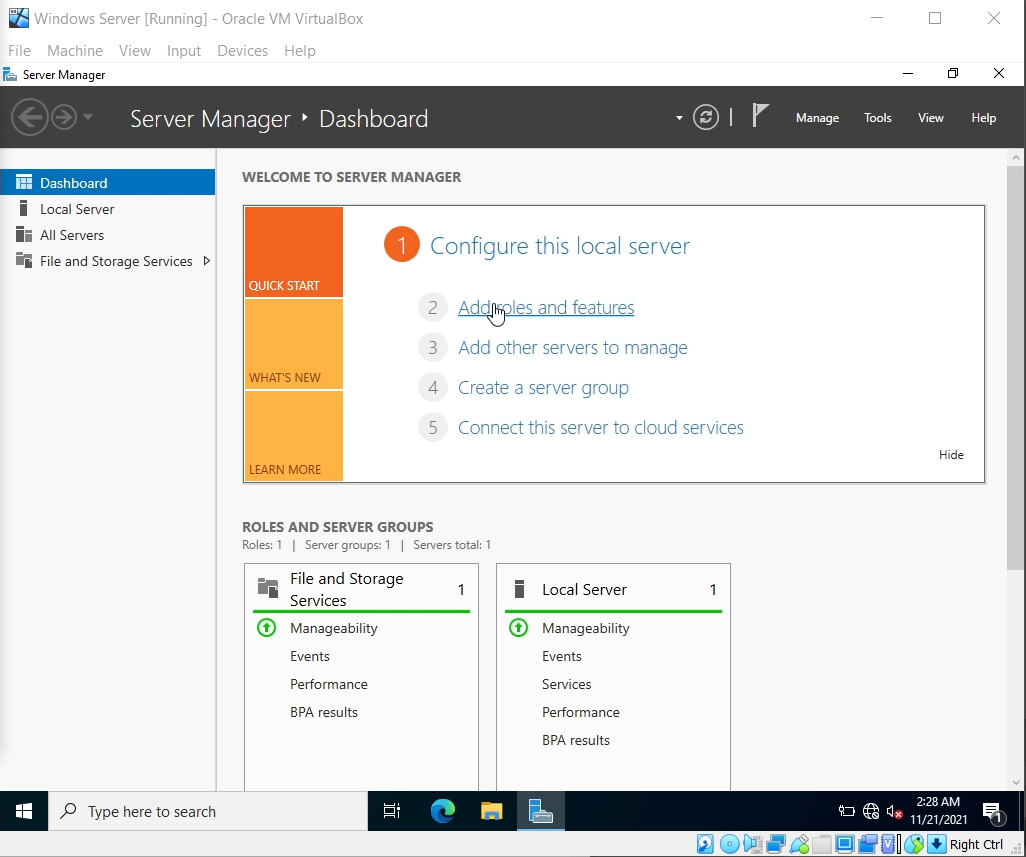 Windows Server [Running] - Oracle VM VirtualBox
File Machine View Input Devices Help
Server Manager
Server Manager Dashboard
Manage Tools View Help
Dashboard
Local Server
All Servers
File and Storage Services
WELCOME TO SERVER MANAGER
QUICK START
WHAT'S NEW
LEARN MORE
1 Configure this local server
2 Add roles and features
3 Add other servers to manage
4 Create a server group
5 Connect this server to cloud services
Hide
ROLES AND SERVER GROUPS
Roles: 1 | Server groups: 1 | Servers total: 1
File and Storage
Services
1
Manageability
Events
Performance
BPA results
Local Server 1
Manageability
Events
Services
Performance
BPA results
Type here to search
2:28 AM
11/21/2021
1
Right Ctrl